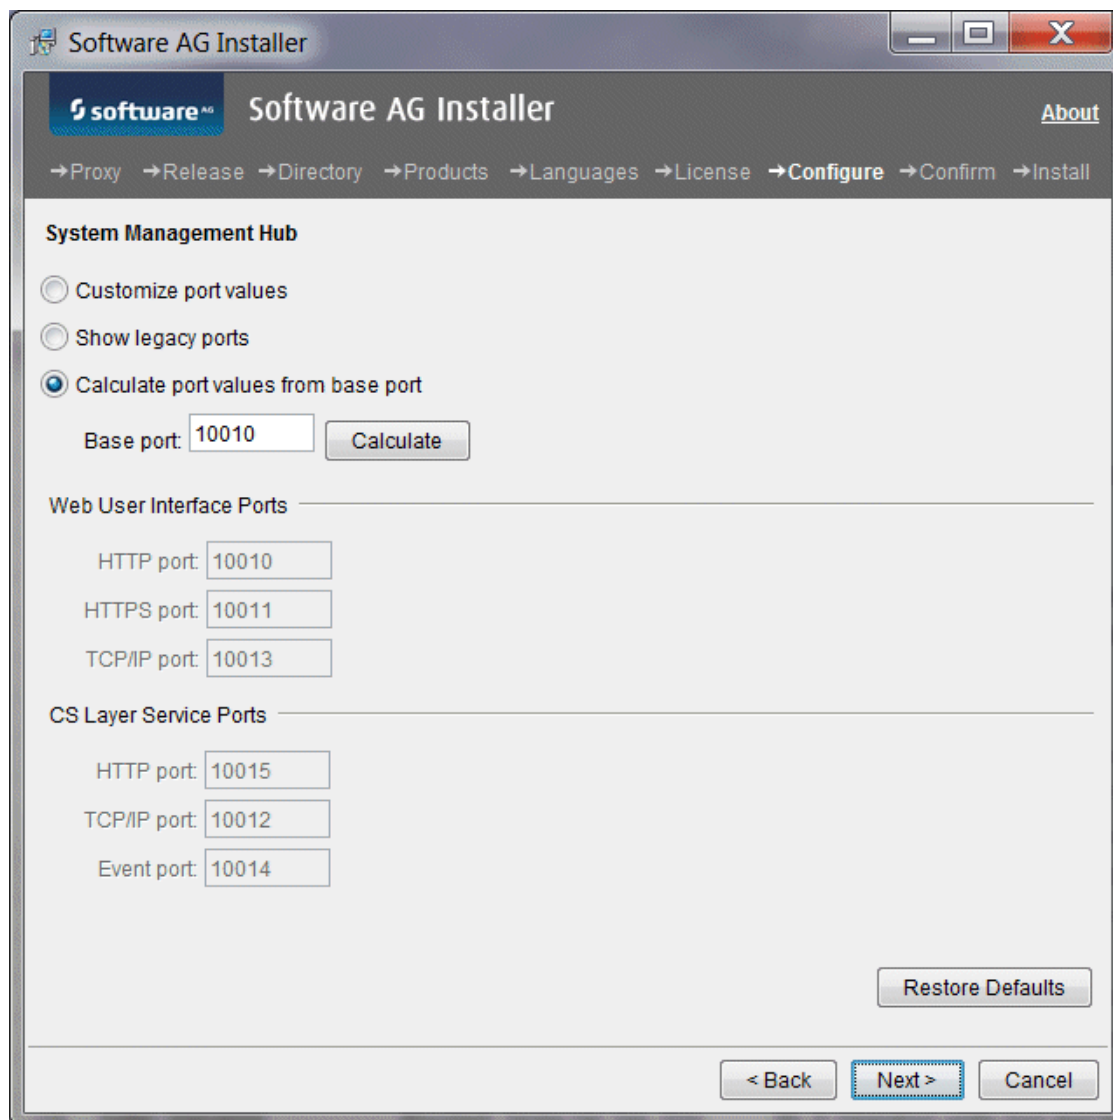 Software AG Installer
software AG Software AG Installer About
→Proxy →Release →Directory →Products →Languages →License →Configure →Confirm →Install
System Management Hub
Customize port values
Show legacy ports
Calculate port values from base port
Base port: 10010 Calculate
Web User Interface Ports
HTTP port: 10010
HTTPS port: 10011
TCP/IP port: 10013
CS Layer Service Ports
HTTP port: 10015
TCP/IP port: 10012
Event port: 10014
Restore Defaults
< Back Next > Cancel